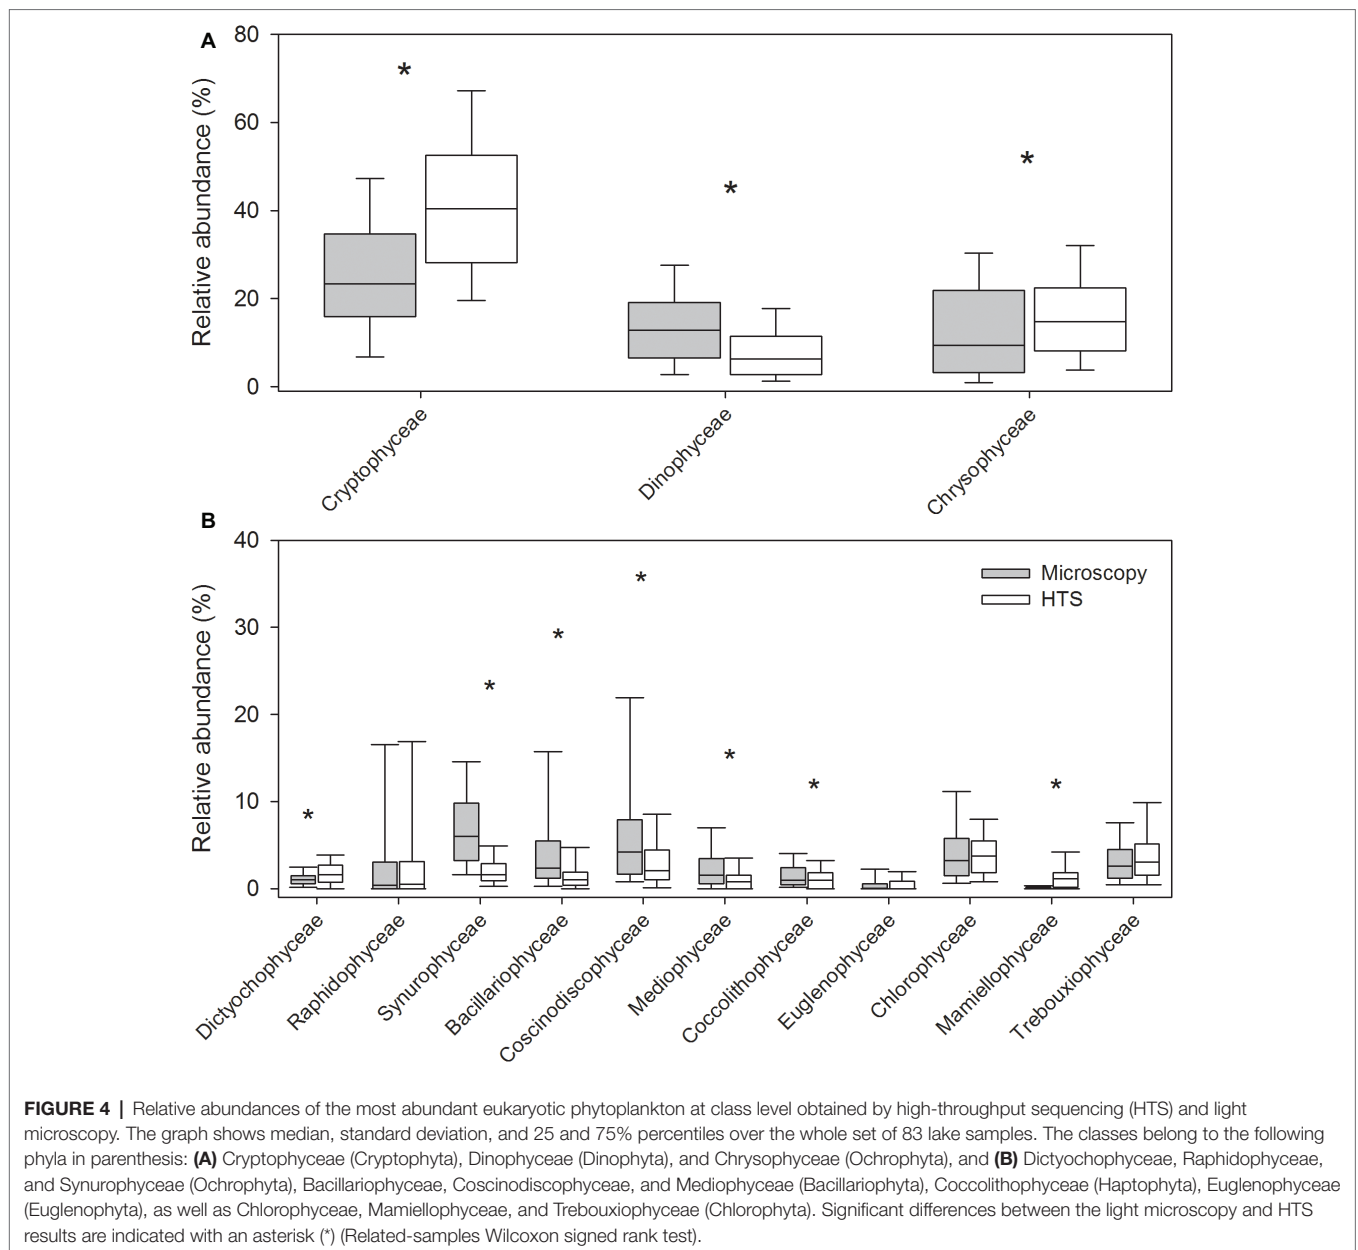 A
80
60
40
20
0
Relative abundance (%)
*
*
*
Cryptophyceae
Dinophyceae
Chrysophyceae
B
40
30
20
10
0
Relative abundance (%)
Microscopy
HTS
*
*
*
*
*
*
*
Dictyochophyceae
Raphidophyceae
Synurophyceae
Bacillariophyceae
Coscinodiscophyceae
Mediophyceae
Coccolithophyceae
Euglenophyceae
Chlorophyceae
Mamiellophyceae
Trebouxiophyceae
FIGURE 4 | Relative abundances of the most abundant eukaryotic phytoplankton at class level obtained by high-throughput sequencing (HTS) and light
microscopy. The graph shows median, standard deviation, and 25 and 75% percentiles over the whole set of 83 lake samples. The classes belong to the following
phyla in parenthesis: (A) Cryptophyceae (Cryptophyta), Dinophyceae (Dinophyta), and Chrysophyceae (Ochrophyta), and (B) Dictyochophyceae, Raphidophyceae,
and Synurophyceae (Ochrophyta), Bacillariophyceae, Coscinodiscophyceae, and Mediophyceae (Bacillariophyta), Coccolithophyceae (Haptophyta), Euglenophyceae
(Euglenophyta), as well as Chlorophyceae, Mamiellophyceae, and Trebouxiophyceae (Chlorophyta). Significant differences between the light microscopy and HTS
results are indicated with an asterisk (*) (Related-samples Wilcoxon signed rank test).